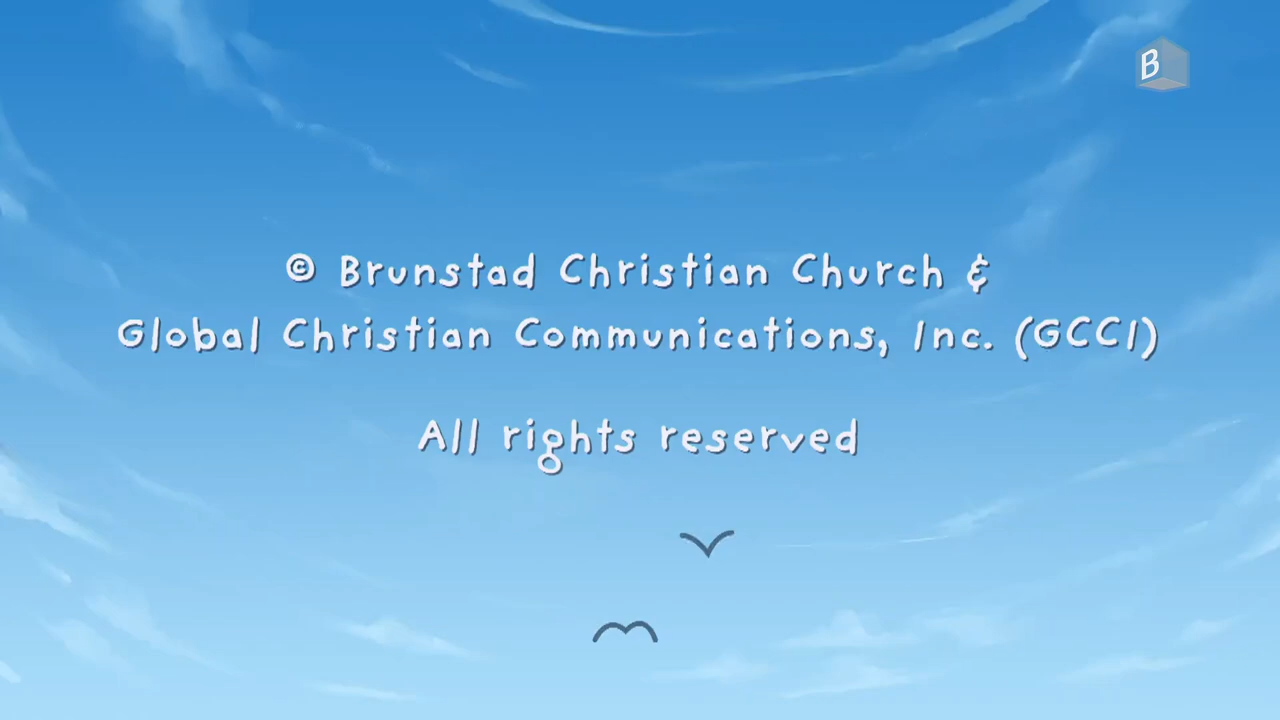 B
© Brunstad Christian Church &
Global Christian Communications, Inc. (GCCI)
All rights reserved